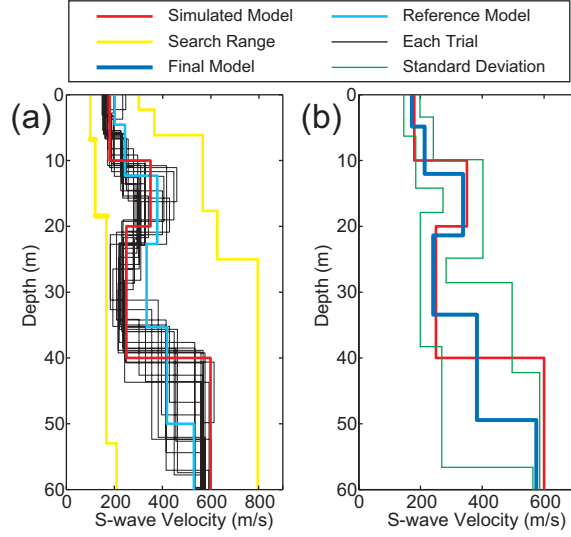 Simulated Model Reference Model
Search Range Each Trial
Final Model Standard Deviation
(a) (b)
0 0
10 10
20 20
30 30
40 40
50 50
60 60
Depth (m) Depth (m)
0 200 400 600 800 200 400 600
S-wave Velocity (m/s) S-wave Velocity (m/s)